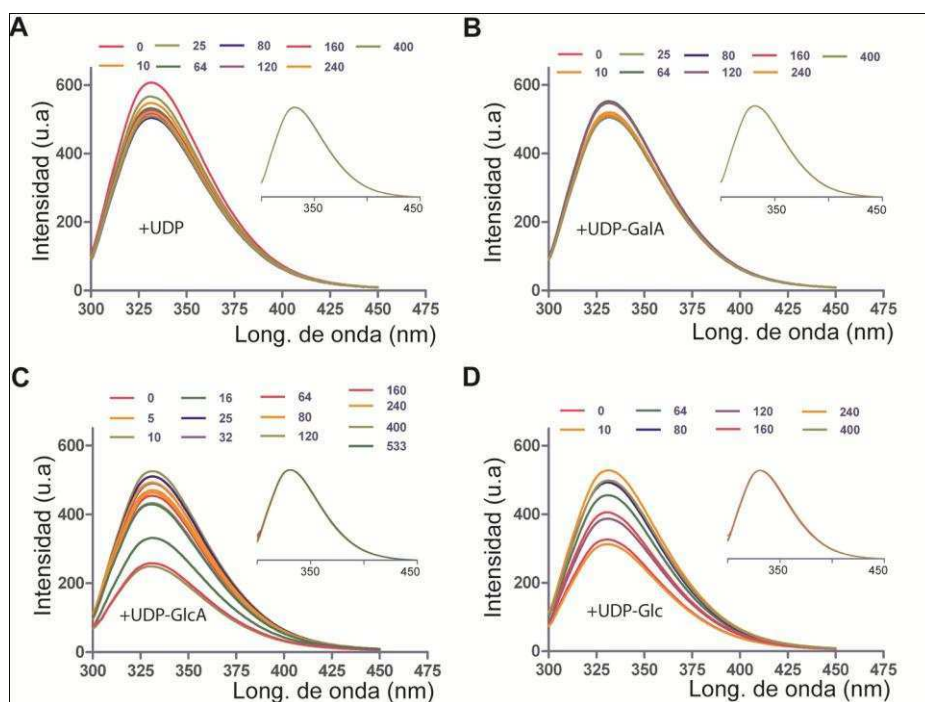 A
0 25 80 160 400
10 64 120 240
600
400
200
0
Intensidad (u.a)
+UDP
350 450
300 325 350 375 400 425 450 475
Long. de onda (nm)
B
0 25 80 160 400
10 64 120 240
600
400
200
0
Intensidad (u.a)
+UDP-GalA
350 450
300 325 350 375 400 425 450 475
Long. de onda (nm)
C
0 16 64 160
5 25 80 240
10 32 120 400
533
600
400
200
0
Intensidad (u.a)
+UDP-GlcA
350 450
300 325 350 375 400 425 450 475
Long. de onda (nm)
D
0 64 120 240
10 80 160 400
600
400
200
0
Intensidad (u.a)
+UDP-Glc
350 450
300 325 350 375 400 425 450 475
Long. de onda (nm)